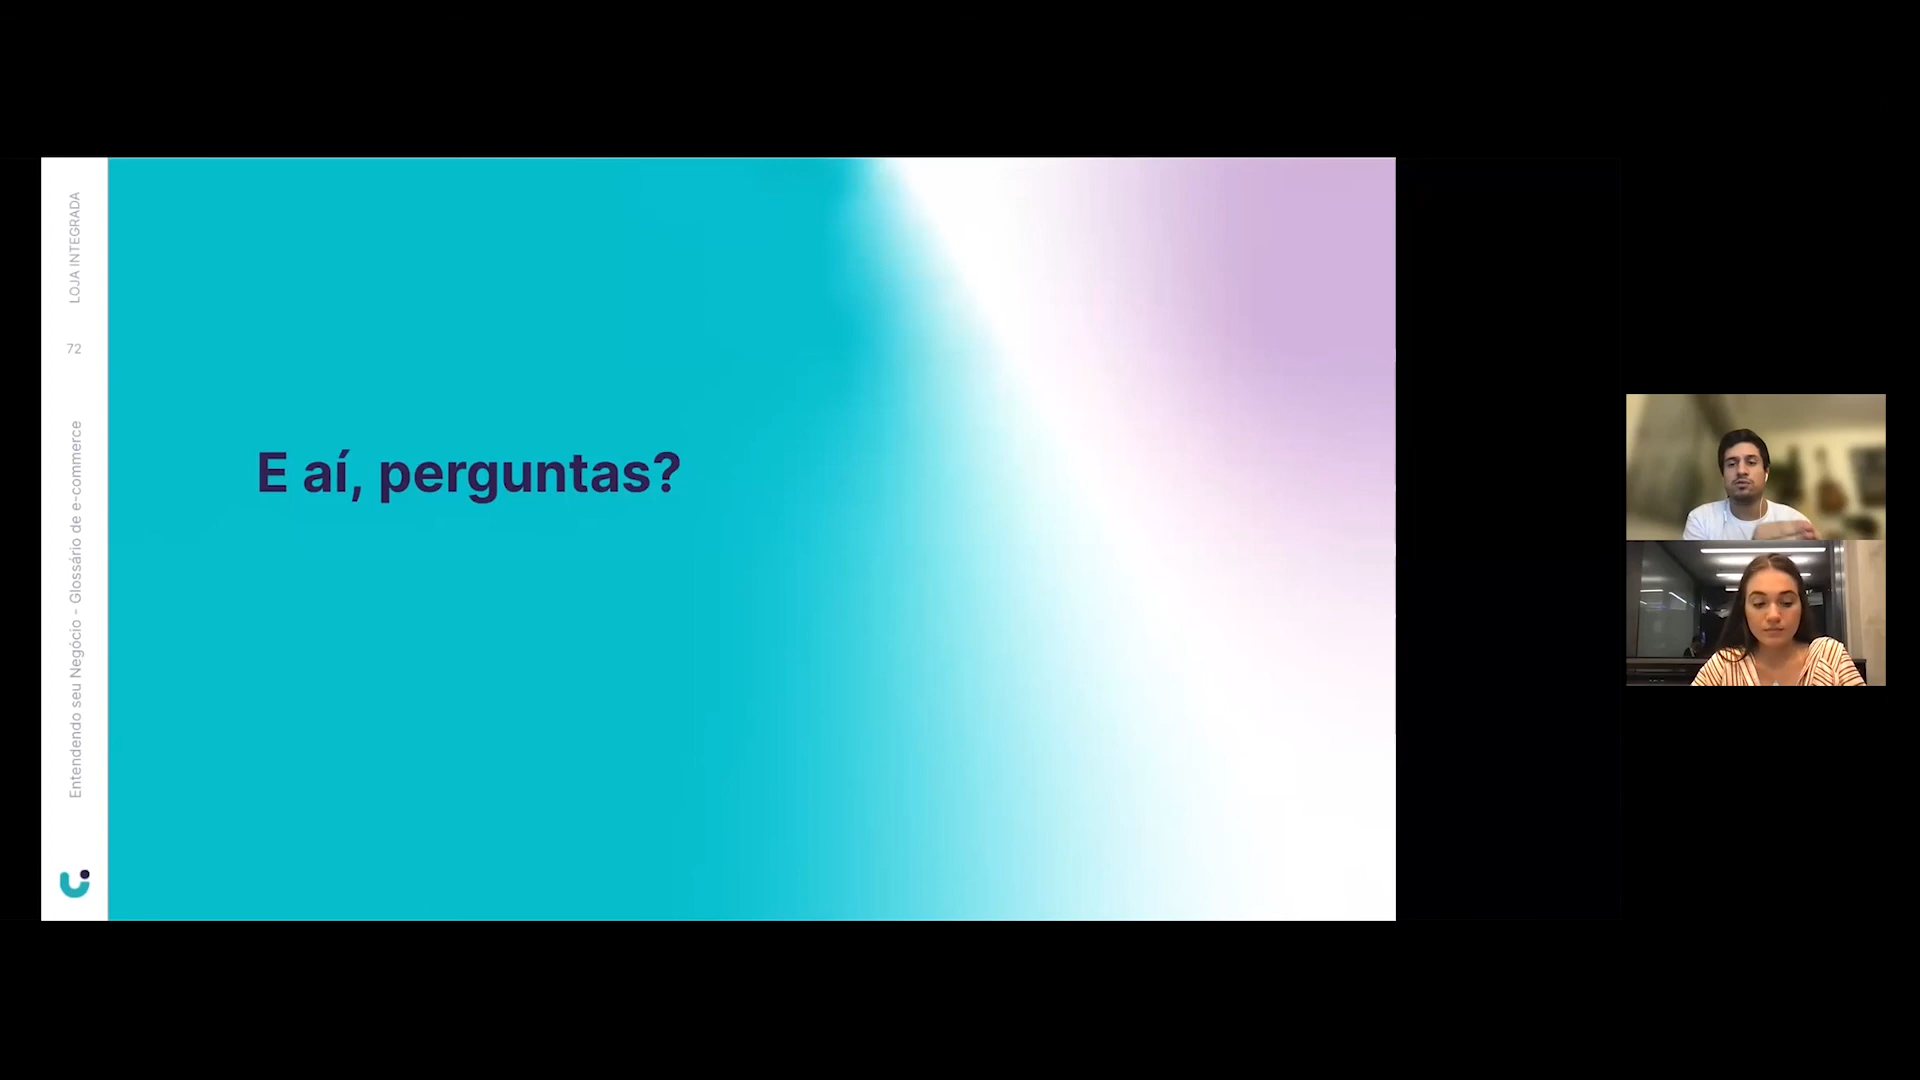 LOJA INTEGRADA
72
Entendendo seu Negócio - Glossário de e-commerce
E aí, perguntas?